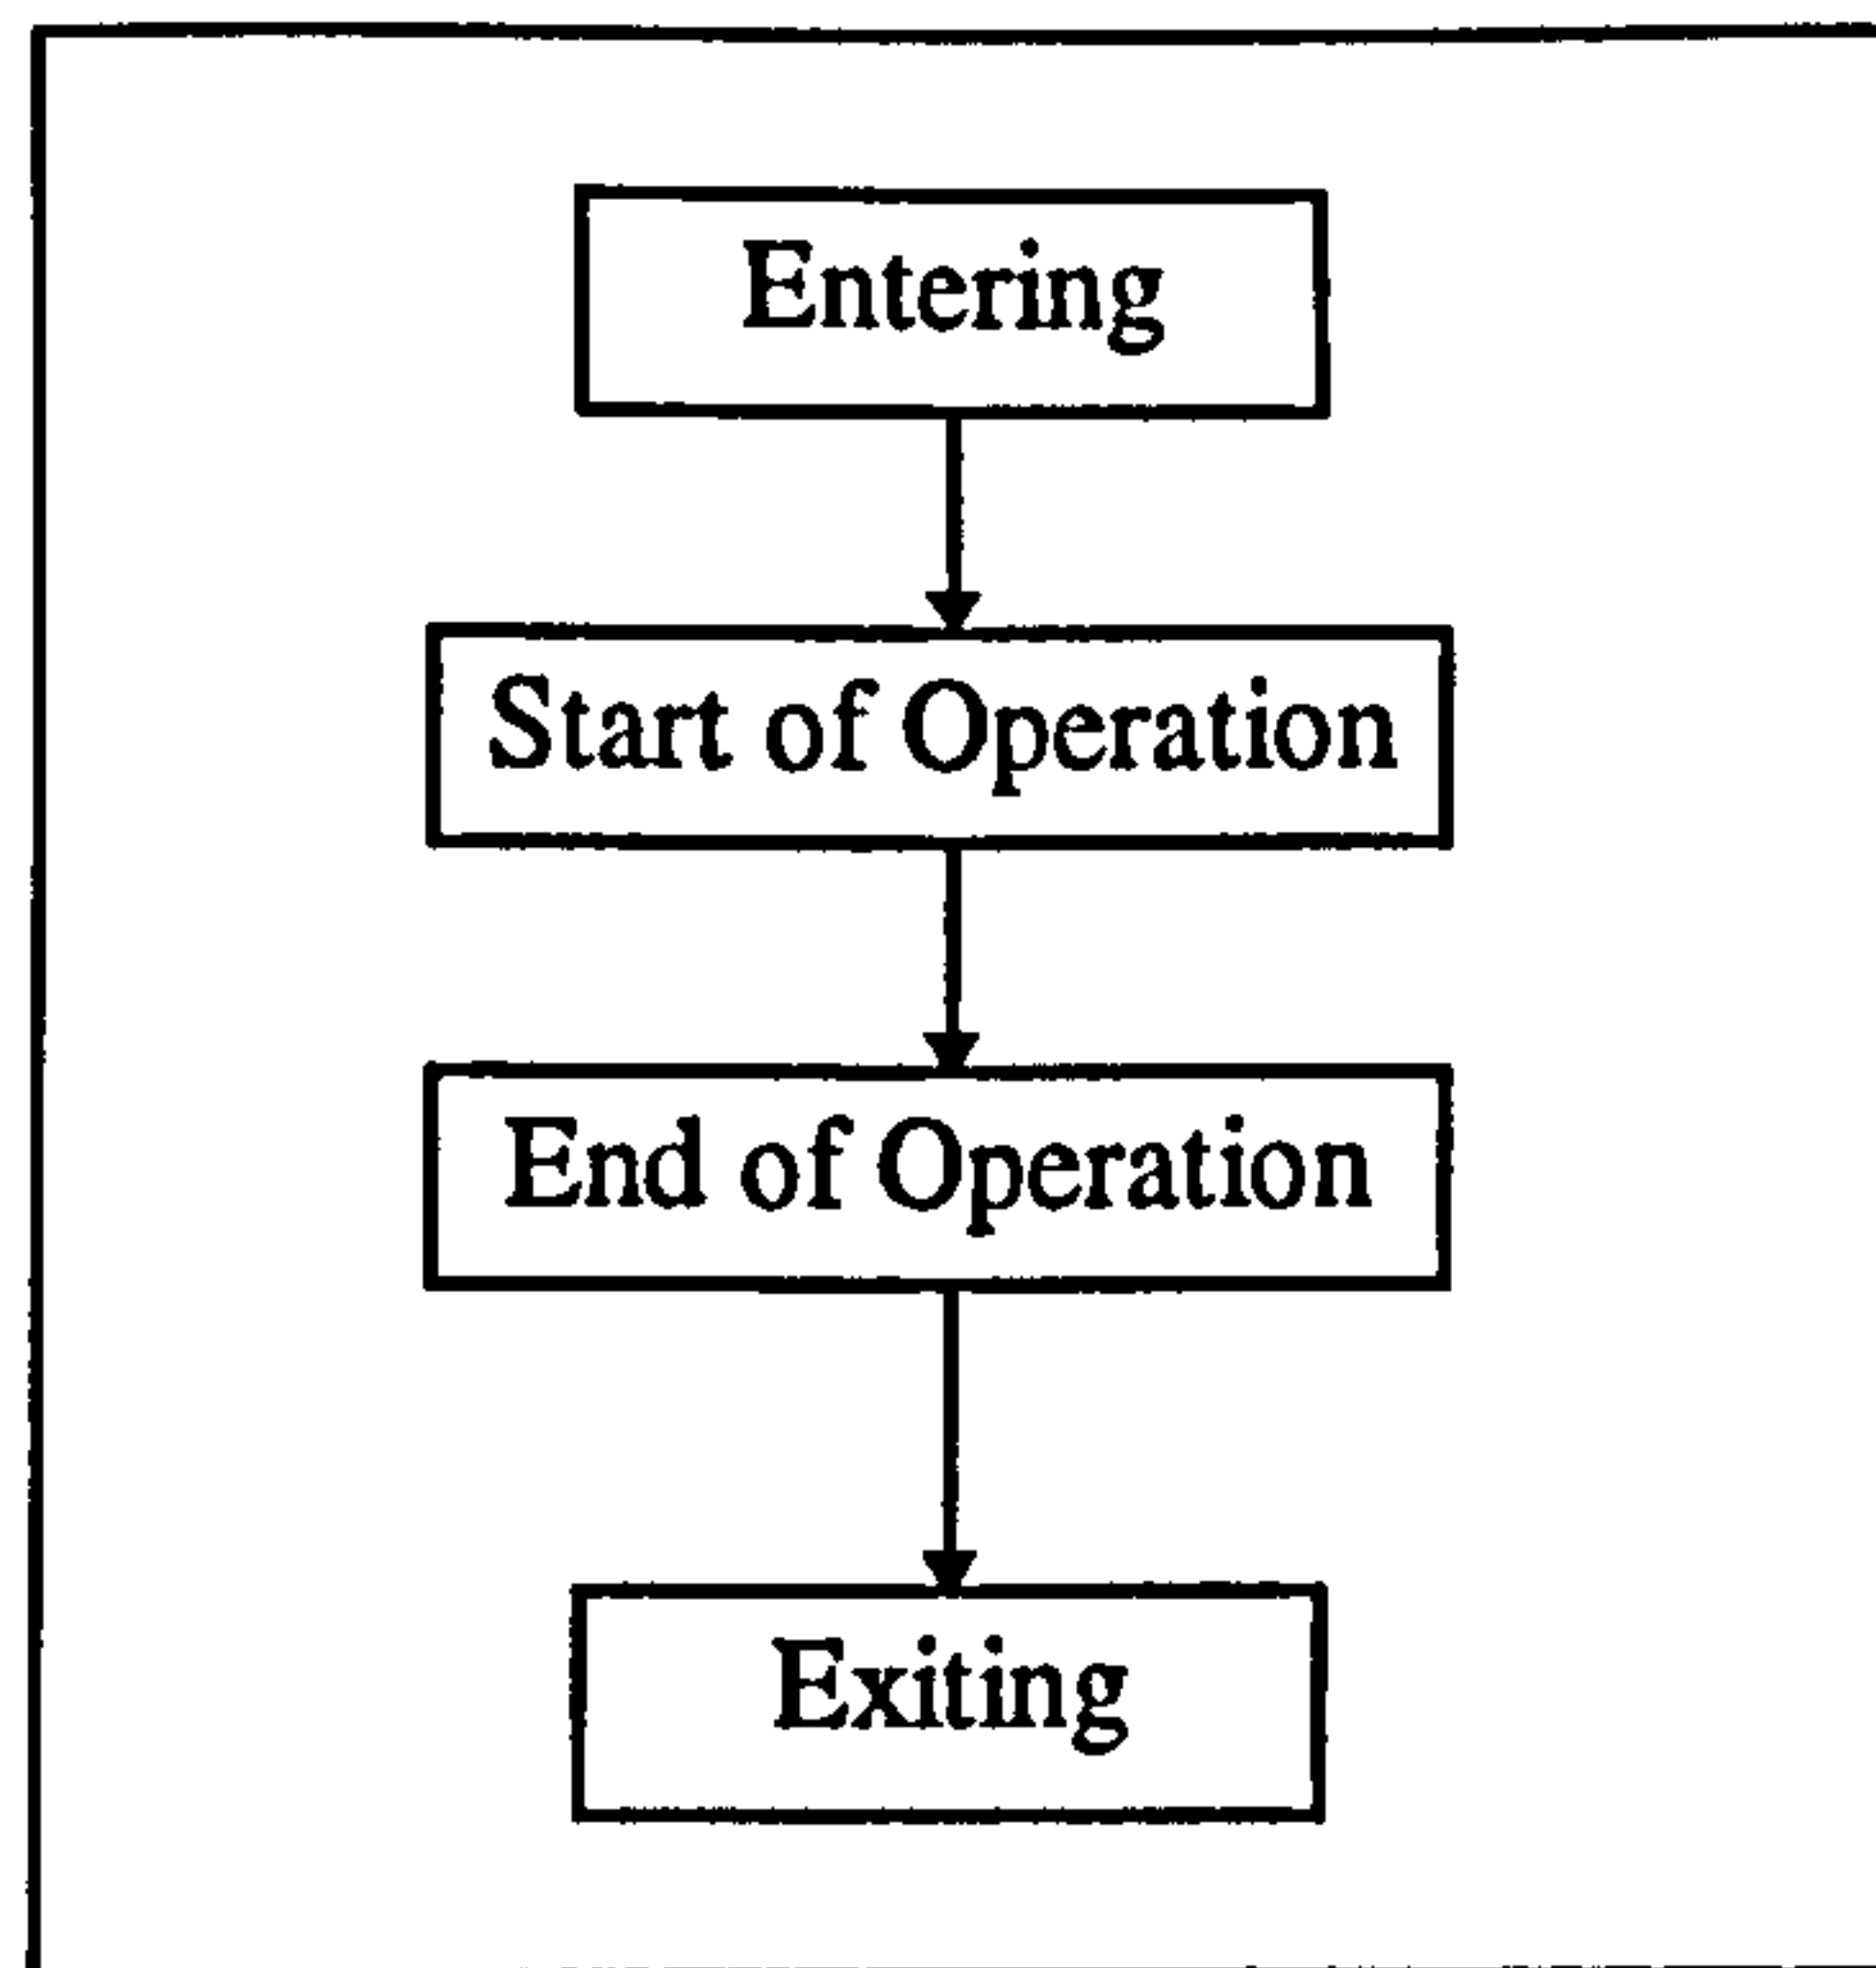 Entering
Start of Operation
End of Operation
Exiting